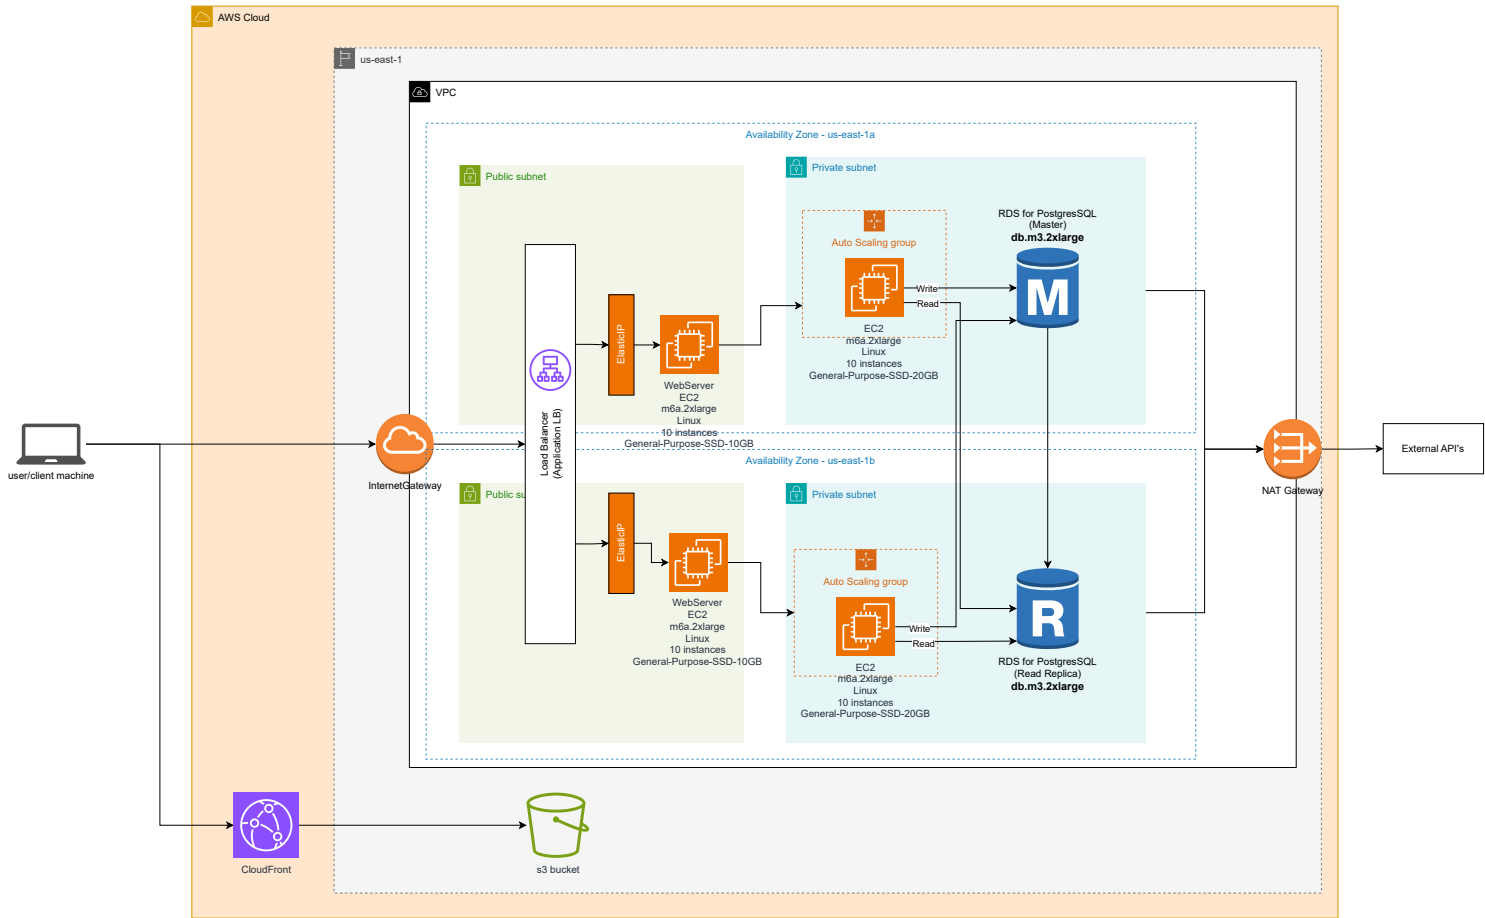 AWS Cloud
us-east-1
VPC
Availability Zone - us-east-1a
Public subnet
Private subnet
Auto Scaling group
RDS for PostgresSQL
(Master)
db.m3.2xlarge
M
Write
Read
EC2
m6a.2xlarge
Linux
10 instances
General-Purpose-SSD-20GB
ElasticIP
WebServer
EC2
m6a.2xlarge
Linux
10 instances
General-Purpose-SSD-10GB
Load Balancer
(Application LB)
user/client machine
InternetGateway
NAT Gateway
External API's
Availability Zone - us-east-1b
Public su
Private subnet
ElasticIP
WebServer
EC2
m6a.2xlarge
Linux
10 instances
General-Purpose-SSD-10GB
Auto Scaling group
Write
Read
EC2
m6a.2xlarge
Linux
10 instances
General-Purpose-SSD-20GB
R
RDS for PostgresSQL
(Read Replica)
db.m3.2xlarge
CloudFront
s3 bucket